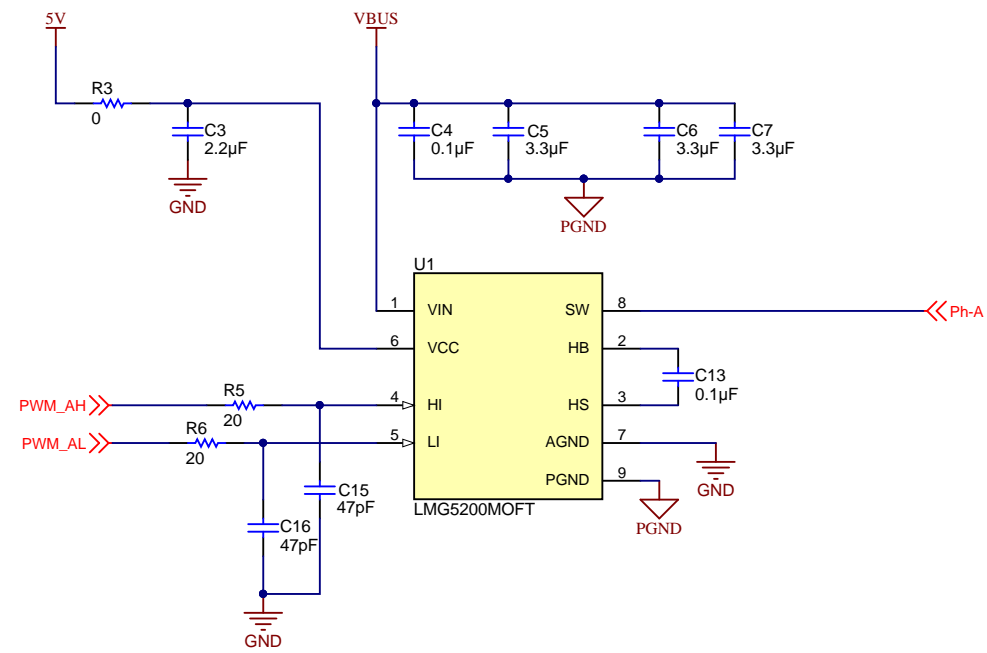 5V
VBUS
R3
0
C3
2.2µF
GND
C4
0.1µF
C5
3.3µF
C6
3.3µF
C7
3.3µF
PGND
U1
1
VIN
SW
8
Ph-A
6
VCC
HB
2
C13
0.1µF
PWM_AH
R5
20
4
HI
HS
3
PWM_AL
R6
20
5
LI
AGND
7
GND
PGND
9
PGND
LMG5200MOFT
C15
47pF
C16
47pF
GND